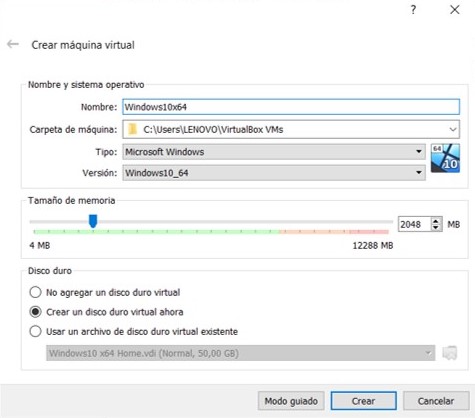 ? ×
← Crear máquina virtual
Nombre y sistema operativo
Nombre: Windows10x64
Carpeta de máquina: C:\Users\LENOVO\VirtualBox VMs
Tipo: Microsoft Windows
64
10
Versión: Windows10_64
Tamaño de memoria
2048 MB
4 MB 12288 MB
Disco duro
No agregar un disco duro virtual
Crear un disco duro virtual ahora
Usar un archivo de disco duro virtual existente
Windows10 x64 Home.vdi (Normal, 50,00 GB)
Modo guiado Crear Cancelar